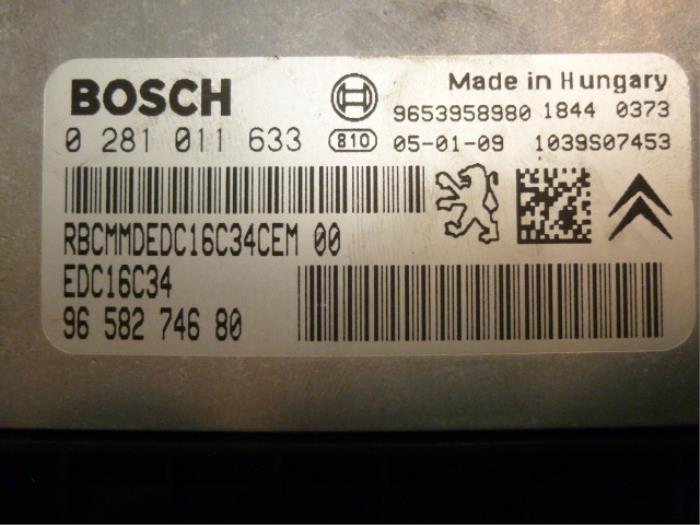 BOSCH
Made in Hungary
9653958980 1844 0373
0 281 011 633 810 05-01-09 1039S07453
RBCMMDEDC16C34CEM 00
EDC16C34
96 582 746 80